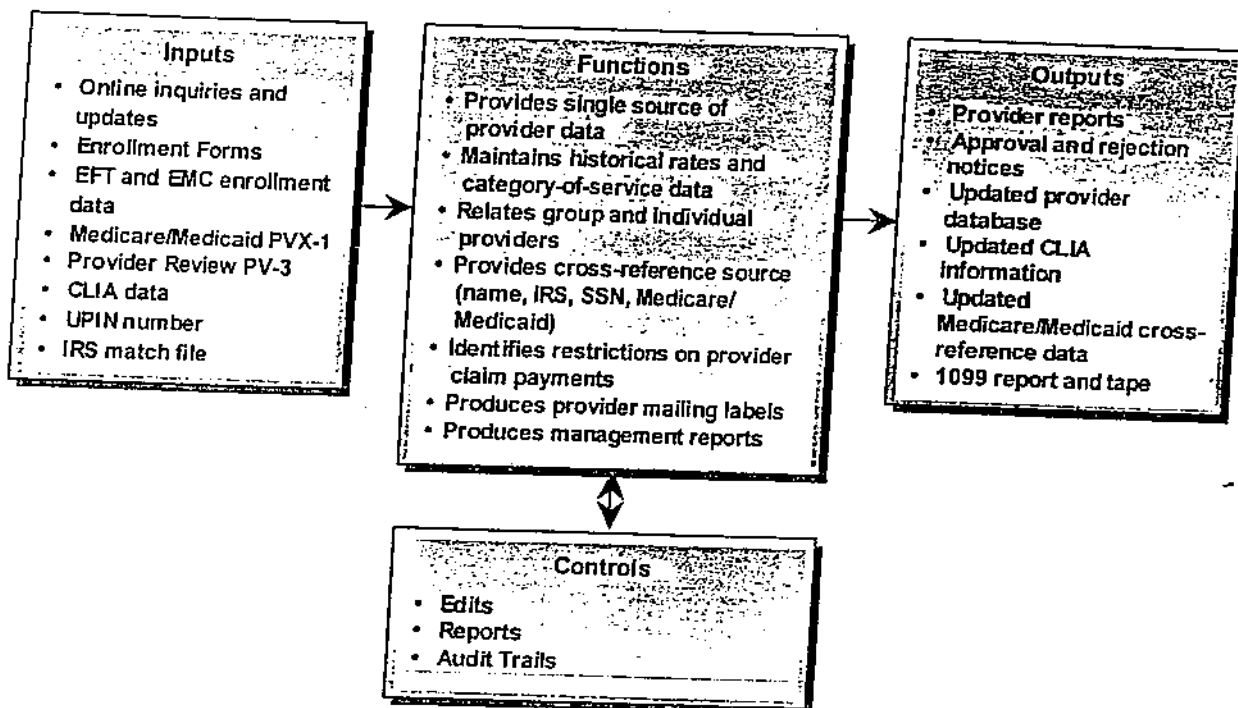 Inputs
• Online inquiries and
updates
• Enrollment Forms
• EFT and EMC enrollment
data
• Medicare/Medicaid PVX-1
• Provider Review PV-3
• CLIA data
• UPIN number
• IRS match file
Functions
• Provides single source of
provider data
• Maintains historical rates and
category-of-service data
• Relates group and individual
providers
• Provides cross-reference source
(name, IRS, SSN, Medicare/
Medicaid)
• Identifies restrictions on provider
claim payments
• Produces provider mailing labels
• Produces management reports
Outputs
• Provider reports
• Approval and rejection
notices
• Updated provider
database
• Updated CLIA
information
• Updated
Medicare/Medicaid cross-
reference data
• 1099 report and tape
Controls
• Edits
• Reports
• Audit Trails